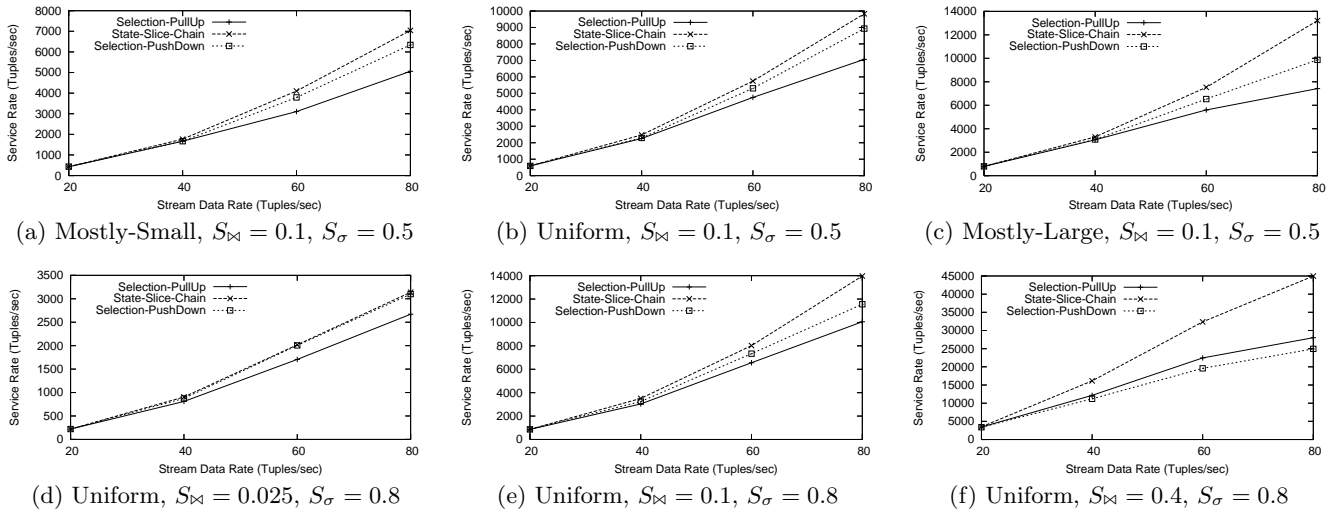 Service Rate (Tuples/sec)
8000
7000
6000
5000
4000
3000
2000
1000
0
20
40
60
80
Stream Data Rate (Tuples/sec)
Selection-PullUp
State-Slice-Chain
Selection-PushDown
(a) Mostly-Small, S⋈ = 0.1, Sσ = 0.5
Service Rate (Tuples/sec)
10000
9000
8000
7000
6000
5000
4000
3000
2000
1000
0
20
40
60
80
Stream Data Rate (Tuples/sec)
Selection-PullUp
State-Slice-Chain
Selection-PushDown
(b) Uniform, S⋈ = 0.1, Sσ = 0.5
Service Rate (Tuples/sec)
14000
12000
10000
8000
6000
4000
2000
0
20
40
60
80
Stream Data Rate (Tuples/sec)
Selection-PullUp
State-Slice-Chain
Selection-PushDown
(c) Mostly-Large, S⋈ = 0.1, Sσ = 0.5
Service Rate (Tuples/sec)
3500
3000
2500
2000
1500
1000
500
0
20
40
60
80
Stream Data Rate (Tuples/sec)
Selection-PullUp
State-Slice-Chain
Selection-PushDown
(d) Uniform, S⋈ = 0.025, Sσ = 0.8
Service Rate (Tuples/sec)
14000
12000
10000
8000
6000
4000
2000
0
20
40
60
80
Stream Data Rate (Tuples/sec)
Selection-PullUp
State-Slice-Chain
Selection-PushDown
(e) Uniform, S⋈ = 0.1, Sσ = 0.8
Service Rate (Tuples/sec)
45000
40000
35000
30000
25000
20000
15000
10000
5000
0
20
40
60
80
Stream Data Rate (Tuples/sec)
Selection-PullUp
State-Slice-Chain
Selection-PushDown
(f) Uniform, S⋈ = 0.4, Sσ = 0.8